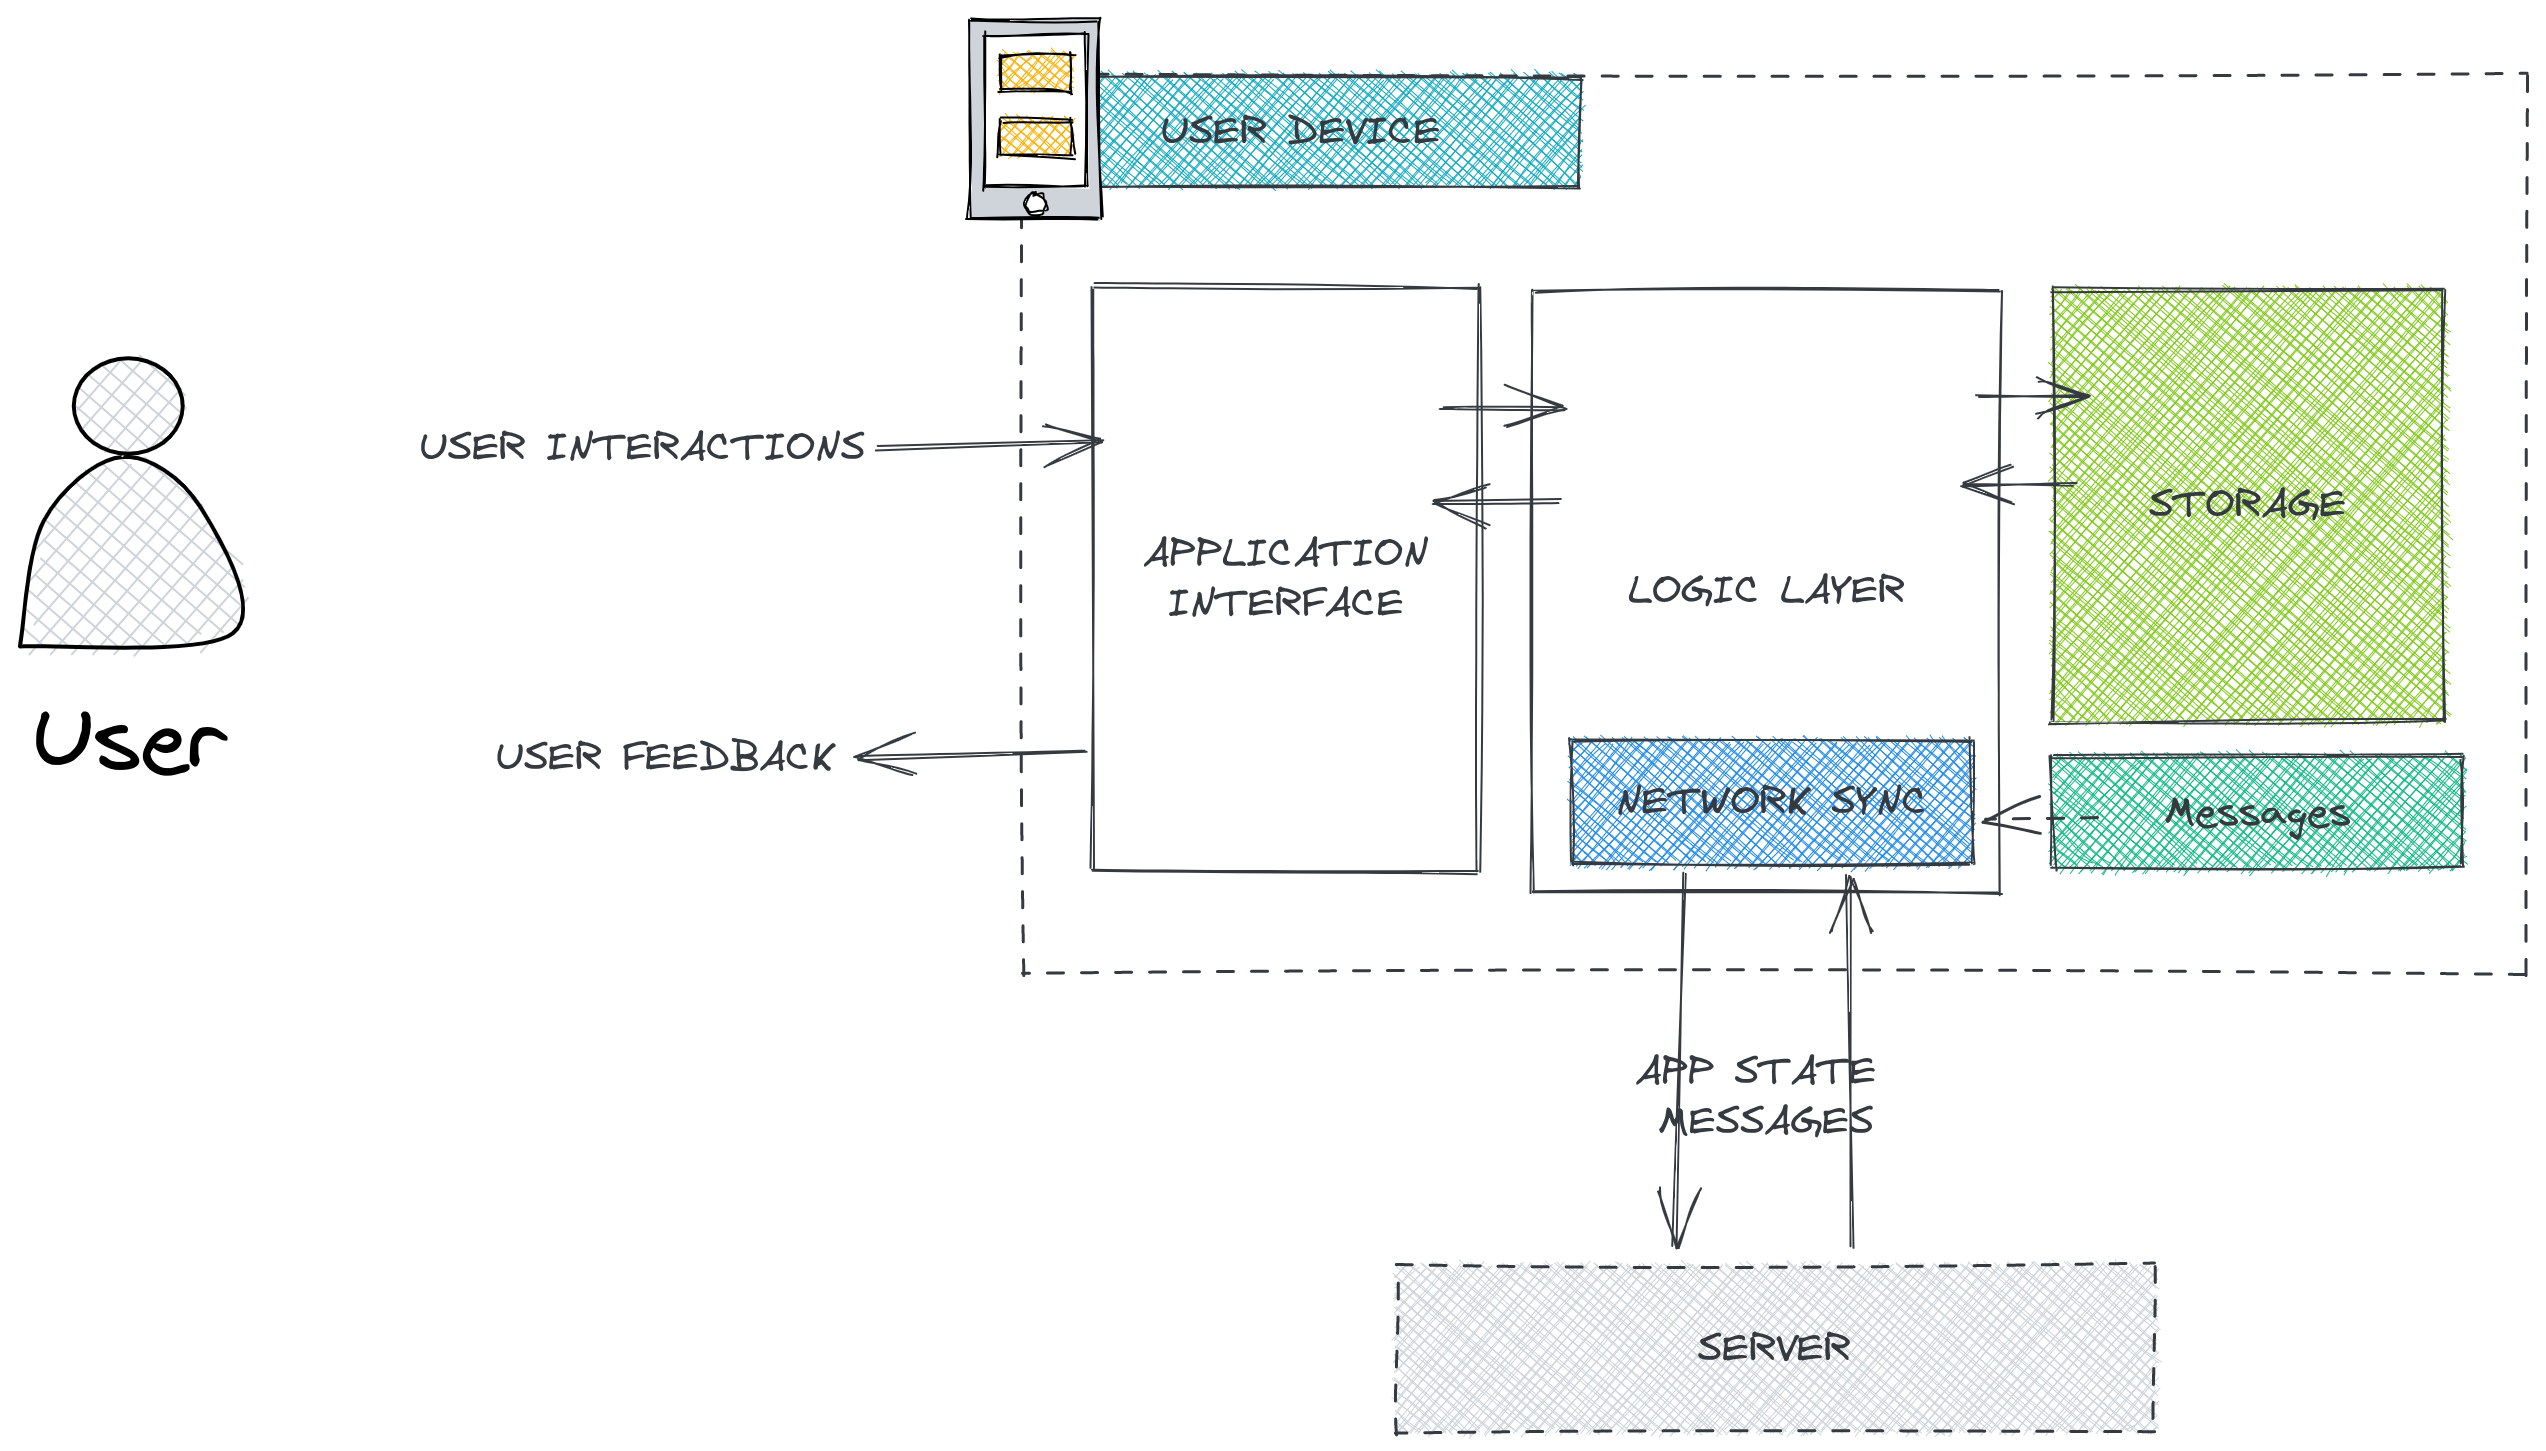 USER DEVICE
USER INTERACTIONS
APPLICATION
INTERFACE
LOGIC LAYER
STORAGE
User
USER FEEDBACK
NETWORK SYNC
Messages
APP STATE
MESSAGES
SERVER